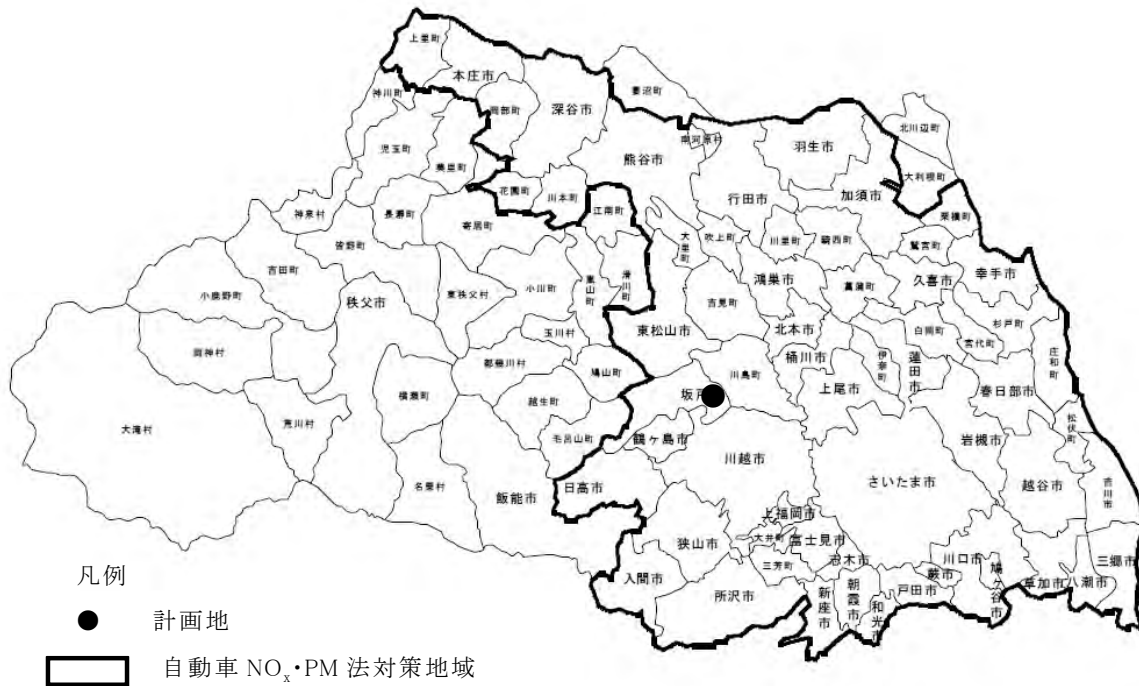 上里町
本庄市
神川町
岡部町
深谷市
妻沼町
児玉町
美里町
熊谷市
南河原村
羽生市
北川辺町
大利根町
加須市
行田市
花園町
川本町
江南町
神泉村
長瀞町
寄居町
皆野町
吉田町
小鹿野町
秩父市
東秩父村
小川町
嵐山町
滑川町
大里町
吹上町
川里町
騎西町
鷲宮町
栗橋町
久喜市
幸手市
菖蒲町
鴻巣市
吉見町
東松山市
北本市
白岡町
宮代町
杉戸町
庄和町
両神村
玉川村
都幾川村
鳩山町
川島町
桶川市
上尾市
伊奈町
蓮田市
春日部市
松伏町
横瀬町
越生町
坂戸
毛呂山町
鶴ヶ島市
川越市
岩槻市
越谷市
吉川市
さいたま市
大滝村
荒川村
名栗村
飯能市
日高市
狭山市
上福岡市
大井町
富士見市
三芳町
志木市
入間市
所沢市
新座市
朝霞市
和光市
戸田市
蕨市
川口市
鳩ヶ谷市
草加市
八潮市
三郷市
凡例
計画地
自動車 NOx・PM 法対策地域